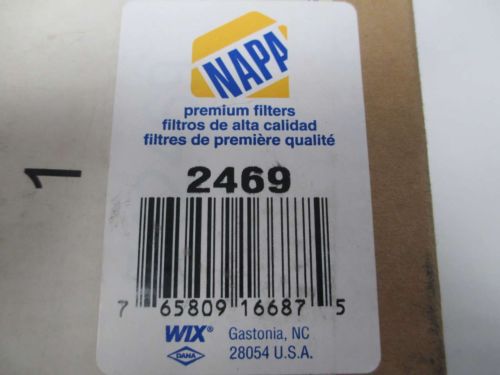 NAPA
premium filters
filtros de alta calidad
filtres de première qualité
2469
1
7 65809 16687 5
WIX® Gastonia, NC
DANA 28054 U.S.A.